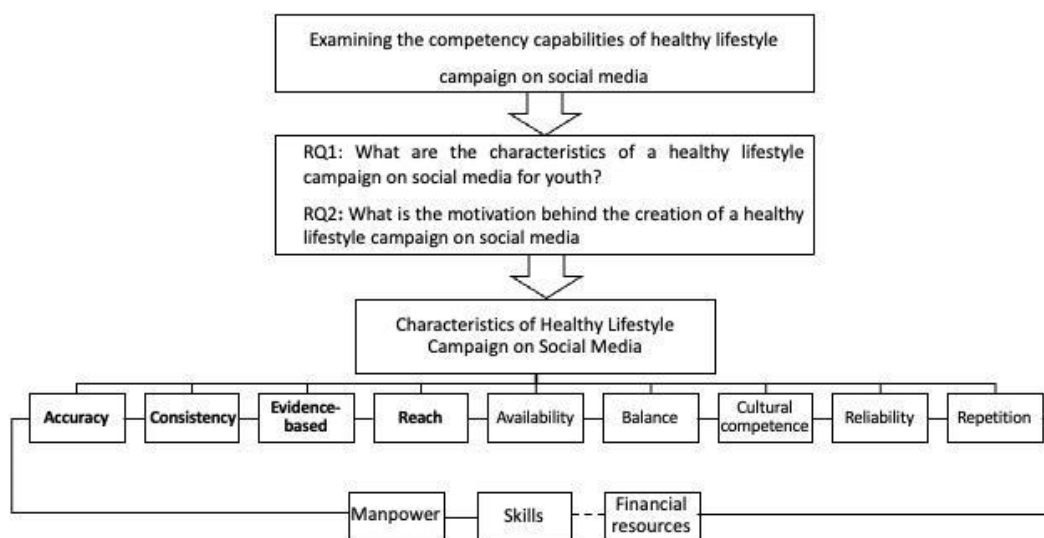 Examining the competency capabilities of healthy lifestyle
campaign on social media
RQ1: What are the characteristics of a healthy lifestyle
campaign on social media for youth?
RQ2: What is the motivation behind the creation of a healthy
lifestyle campaign on social media
Characteristics of Healthy Lifestyle
Campaign on Social Media
Accuracy
Consistency
Evidence-
based
Reach
Availability
Balance
Cultural
competence
Reliability
Repetition
Manpower
Skills
Financial
resources